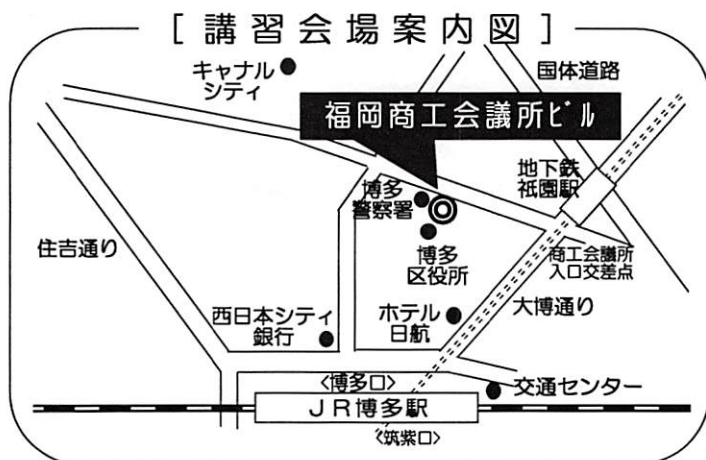 [講習会場案内図]
キャナル
シティ
国体道路
福岡商工会議所ビル
地下鉄
祇園駅
博多
警察署
住吉通り
博多
区役所
商工会議所
入口交差点
西日本シティ
銀行
ホテル
日航
大博通り
〈博多口〉
交通センター
JR博多駅
〈筑紫口〉